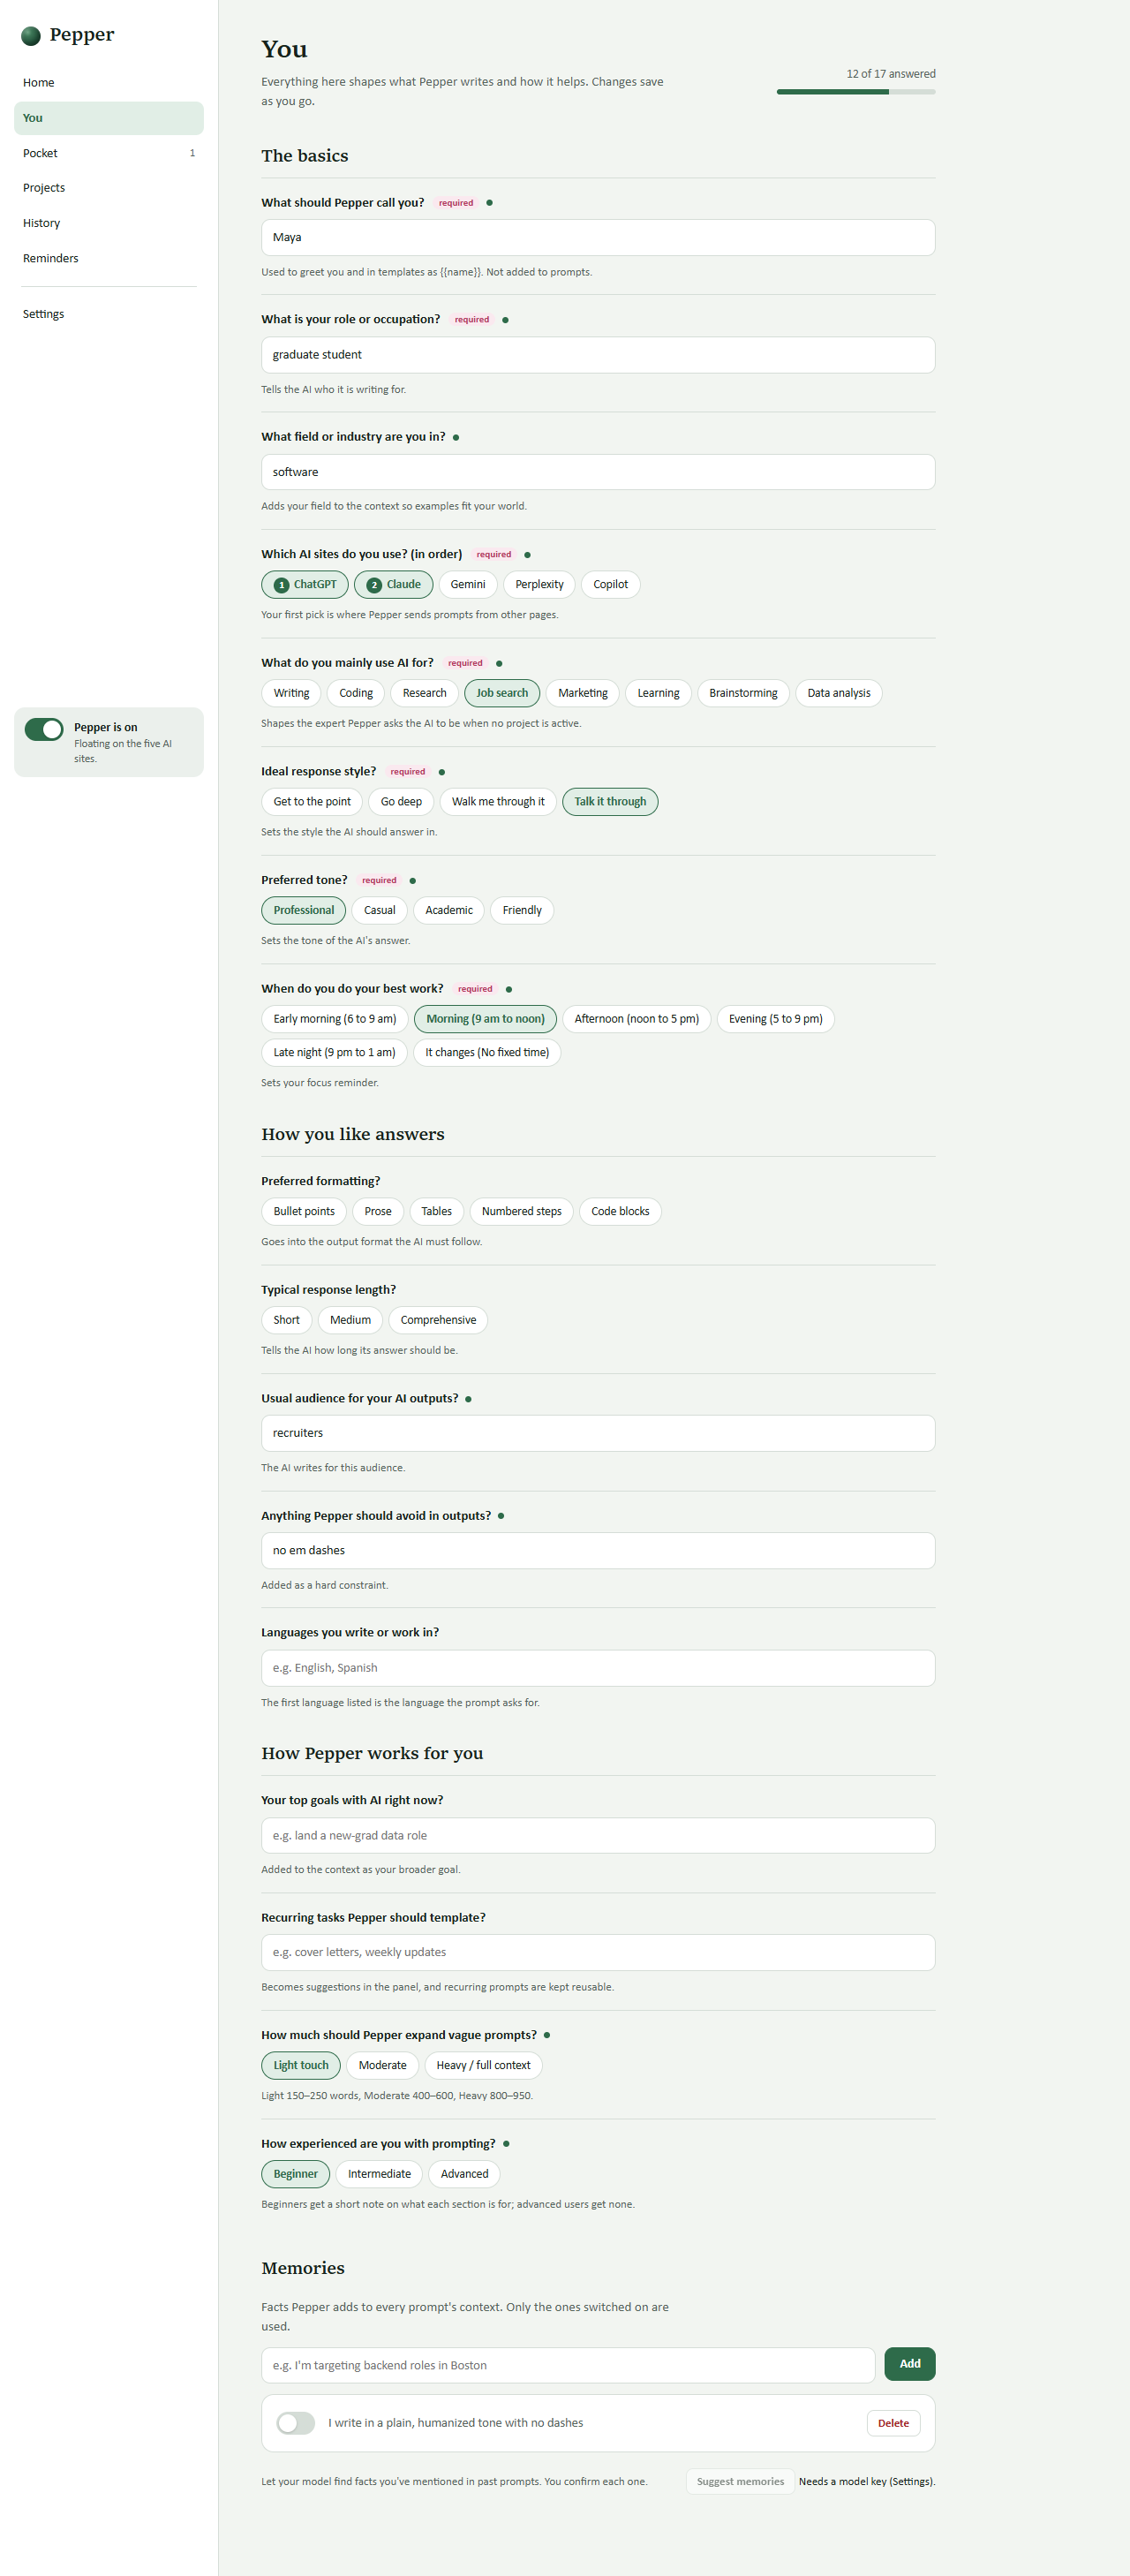 Pepper
Home
You
Pocket 1
Projects
History
Reminders
Settings
Pepper is on
Floating on the five AI
sites.
You
Everything here shapes what Pepper writes and how it helps. Changes save
as you go.
12 of 17 answered
The basics
What should Pepper call you? required
Maya
Used to greet you and in templates as {{name}}. Not added to prompts.
What is your role or occupation? required
graduate student
Tells the AI who it is writing for.
What field or industry are you in?
software
Adds your field to the context so examples fit your world.
Which AI sites do you use? (in order) required
1 ChatGPT 2 Claude Gemini Perplexity Copilot
Your first pick is where Pepper sends prompts from other pages.
What do you mainly use AI for? required
Writing Coding Research Job search Marketing Learning Brainstorming Data analysis
Shapes the expert Pepper asks the AI to be when no project is active.
Ideal response style? required
Get to the point Go deep Walk me through it Talk it through
Sets the style the AI should answer in.
Preferred tone? required
Professional Casual Academic Friendly
Sets the tone of the AI's answer.
When do you do your best work? required
Early morning (6 to 9 am) Morning (9 am to noon) Afternoon (noon to 5 pm) Evening (5 to 9 pm)
Late night (9 pm to 1 am) It changes (No fixed time)
Sets your focus reminder.
How you like answers
Preferred formatting?
Bullet points Prose Tables Numbered steps Code blocks
Goes into the output format the AI must follow.
Typical response length?
Short Medium Comprehensive
Tells the AI how long its answer should be.
Usual audience for your AI outputs?
recruiters
The AI writes for this audience.
Anything Pepper should avoid in outputs?
no em dashes
Added as a hard constraint.
Languages you write or work in?
e.g. English, Spanish
The first language listed is the language the prompt asks for.
How Pepper works for you
Your top goals with AI right now?
e.g. land a new-grad data role
Added to the context as your broader goal.
Recurring tasks Pepper should template?
e.g. cover letters, weekly updates
Becomes suggestions in the panel, and recurring prompts are kept reusable.
How much should Pepper expand vague prompts?
Light touch Moderate Heavy / full context
Light 150–250 words, Moderate 400–600, Heavy 800–950.
How experienced are you with prompting?
Beginner Intermediate Advanced
Beginners get a short note on what each section is for; advanced users get none.
Memories
Facts Pepper adds to every prompt's context. Only the ones switched on are
used.
e.g. I'm targeting backend roles in Boston Add
I write in a plain, humanized tone with no dashes Delete
Let your model find facts you've mentioned in past prompts. You confirm each one. Suggest memories Needs a model key (Settings).